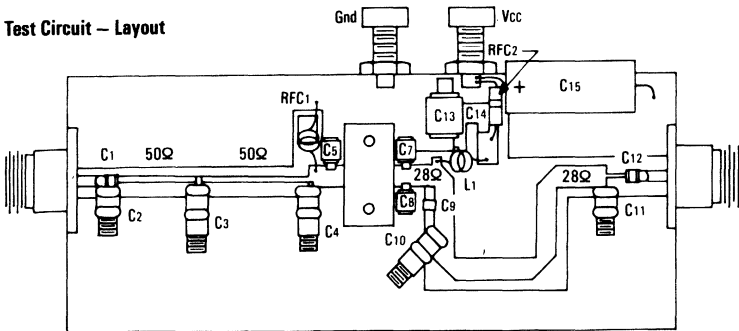 Test Circuit – Layout
Gnd
VCC
RFC2
RFC1
C13
C14
+
C15
C1
50Ω
50Ω
C5
C7
L1
28Ω
28Ω
C12
C2
C3
C4
C8
C9
C10
C11